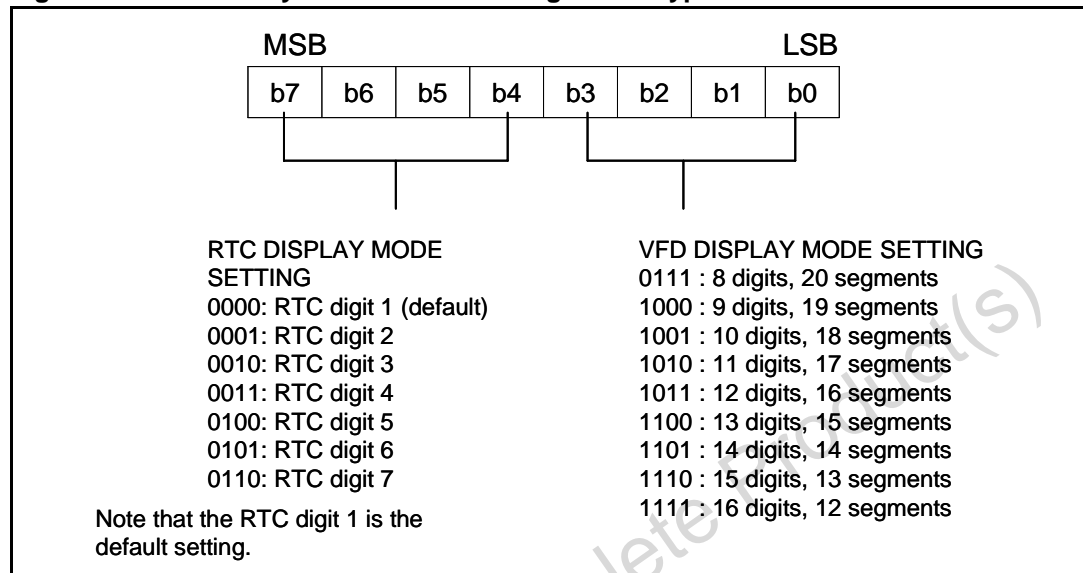 MSB LSB
b7 b6 b5 b4 b3 b2 b1 b0
RTC DISPLAY MODE
SETTING
0000: RTC digit 1 (default)
0001: RTC digit 2
0010: RTC digit 3
0011: RTC digit 4
0100: RTC digit 5
0101: RTC digit 6
0110: RTC digit 7
Note that the RTC digit 1 is the
default setting.
VFD DISPLAY MODE SETTING
0111 : 8 digits, 20 segments
1000 : 9 digits, 19 segments
1001 : 10 digits, 18 segments
1010 : 11 digits, 17 segments
1011 : 12 digits, 16 segments
1100 : 13 digits, 15 segments
1101 : 14 digits, 14 segments
1110 : 15 digits, 13 segments
1111 : 16 digits, 12 segments
lete Product(s)